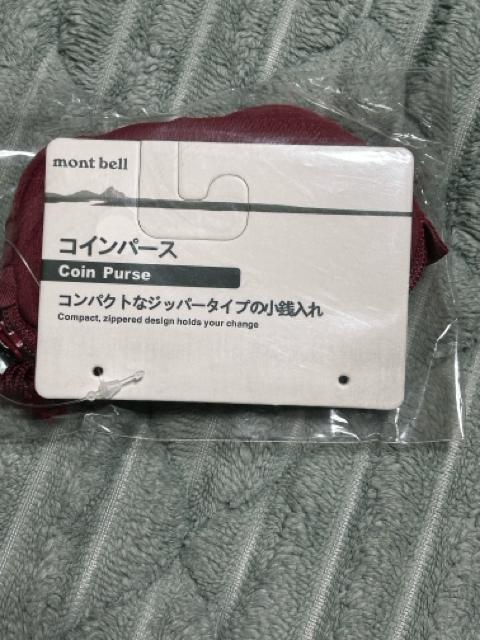 mont bell
コインパース
Coin Purse
コンパクトなジッパータイプの小銭入れ
Compact, zippered design holds your change